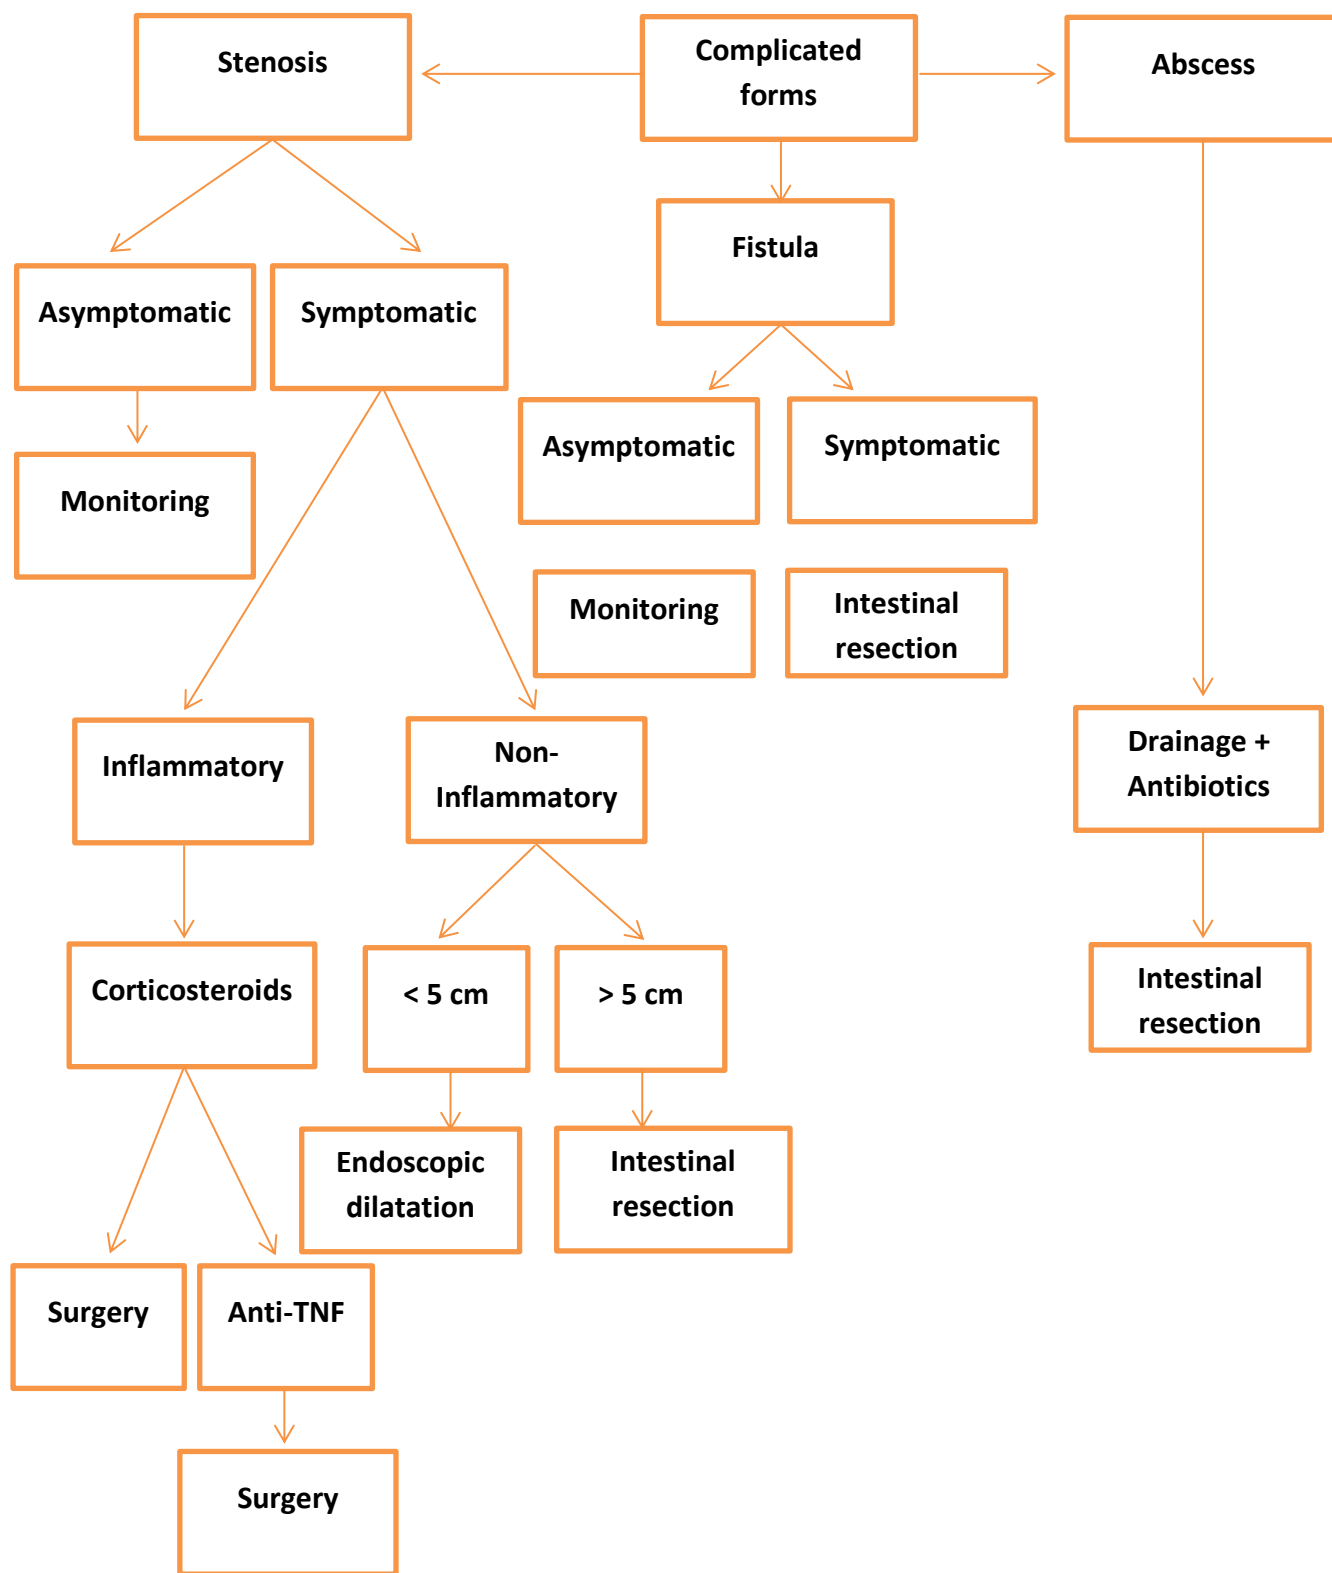 Stenosis
Complicated
forms
Abscess
Fistula
Asymptomatic
Symptomatic
Asymptomatic
Symptomatic
Monitoring
Monitoring
Intestinal
resection
Inflammatory
Non-
Inflammatory
Drainage +
Antibiotics
Corticosteroids
< 5 cm
> 5 cm
Intestinal
resection
Endoscopic
dilatation
Intestinal
resection
Surgery
Anti-TNF
Surgery